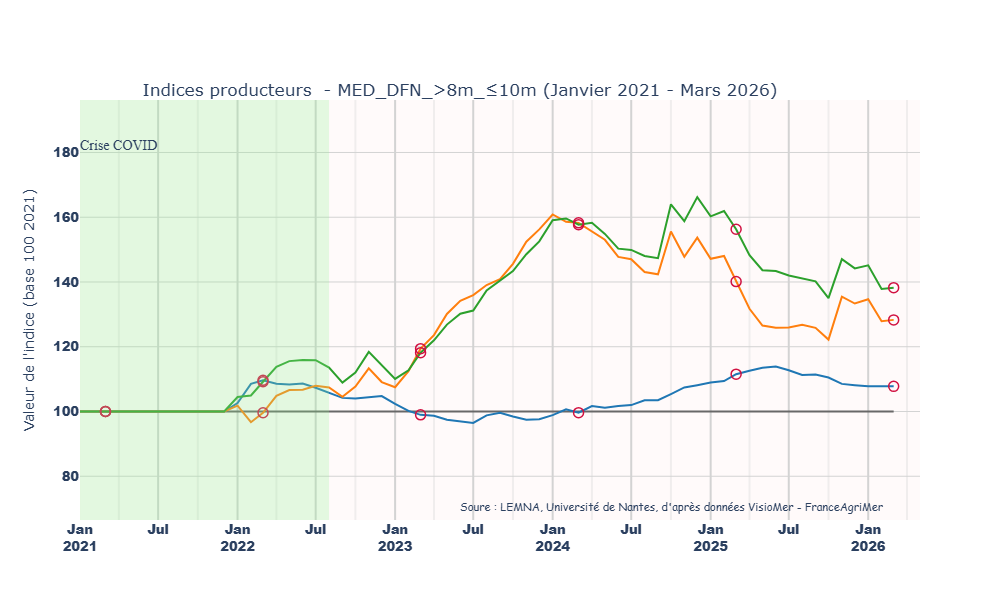 Indices producteurs - MED_DFN_>8m_≤10m (Janvier 2021 - Mars 2026)
Crise COVID
Valeur de l'indice (base 100 2021)
180
160
140
120
100
80
Soure : LEMNA, Université de Nantes, d'après données VisioMer - FranceAgriMer
Jan Jul Jan Jul Jan Jul Jan Jul Jan Jul Jan
2021 2022 2023 2024 2025 2026